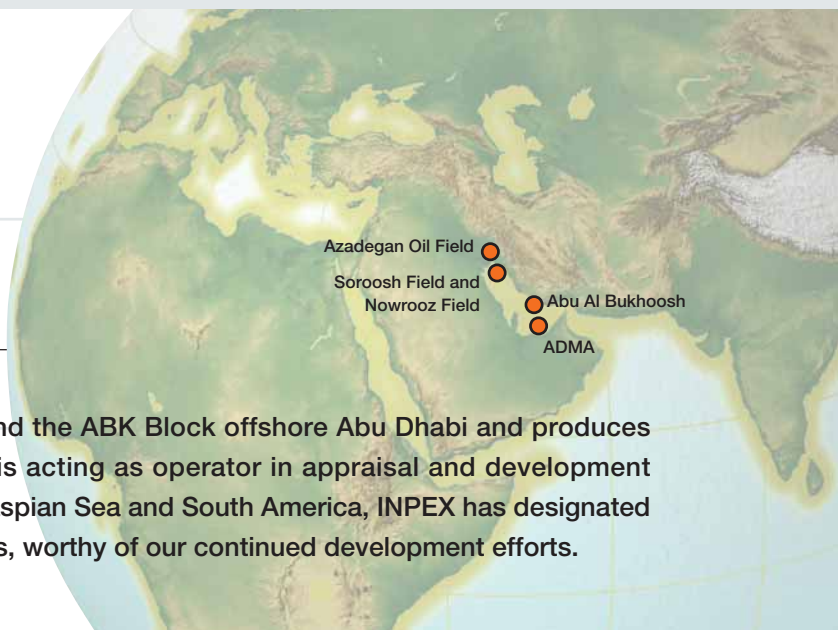 Azadegan Oil Field
Soroosh Field and
Nowrooz Field
Abu Al Bukhoosh
ADMA
nd the ABK Block offshore Abu Dhabi and produces
is acting as operator in appraisal and development
spian Sea and South America, INPEX has designated
s, worthy of our continued development efforts.